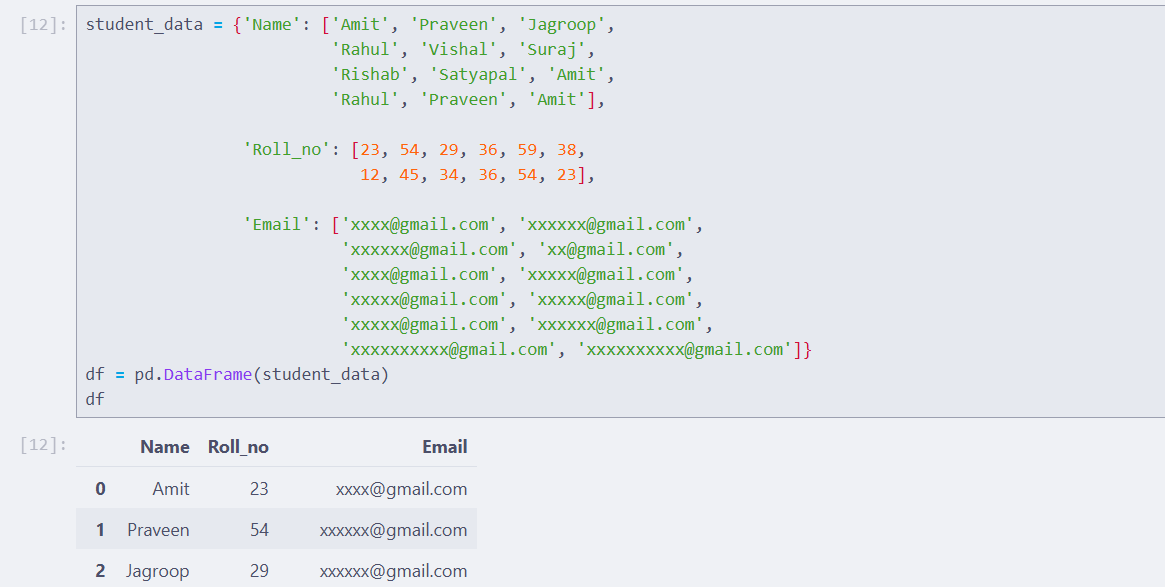 [12]: student_data = {'Name': ['Amit', 'Praveen', 'Jagroop',
'Rahul', 'Vishal', 'Suraj',
'Rishab', 'Satyapal', 'Amit',
'Rahul', 'Praveen', 'Amit'],
'Roll_no': [23, 54, 29, 36, 59, 38,
12, 45, 34, 36, 54, 23],
'Email': ['xxxx@gmail.com', 'xxxxxx@gmail.com',
'xxxxxx@gmail.com', 'xx@gmail.com',
'xxxx@gmail.com', 'xxxxx@gmail.com',
'xxxxx@gmail.com', 'xxxxx@gmail.com',
'xxxxx@gmail.com', 'xxxxxx@gmail.com',
'xxxxxxxxxx@gmail.com', 'xxxxxxxxxx@gmail.com']}
df = pd.DataFrame(student_data)
df
[12]: Name Roll_no Email
0 Amit 23 xxxx@gmail.com
1 Praveen 54 xxxxxx@gmail.com
2 Jagroop 29 xxxxxx@gmail.com